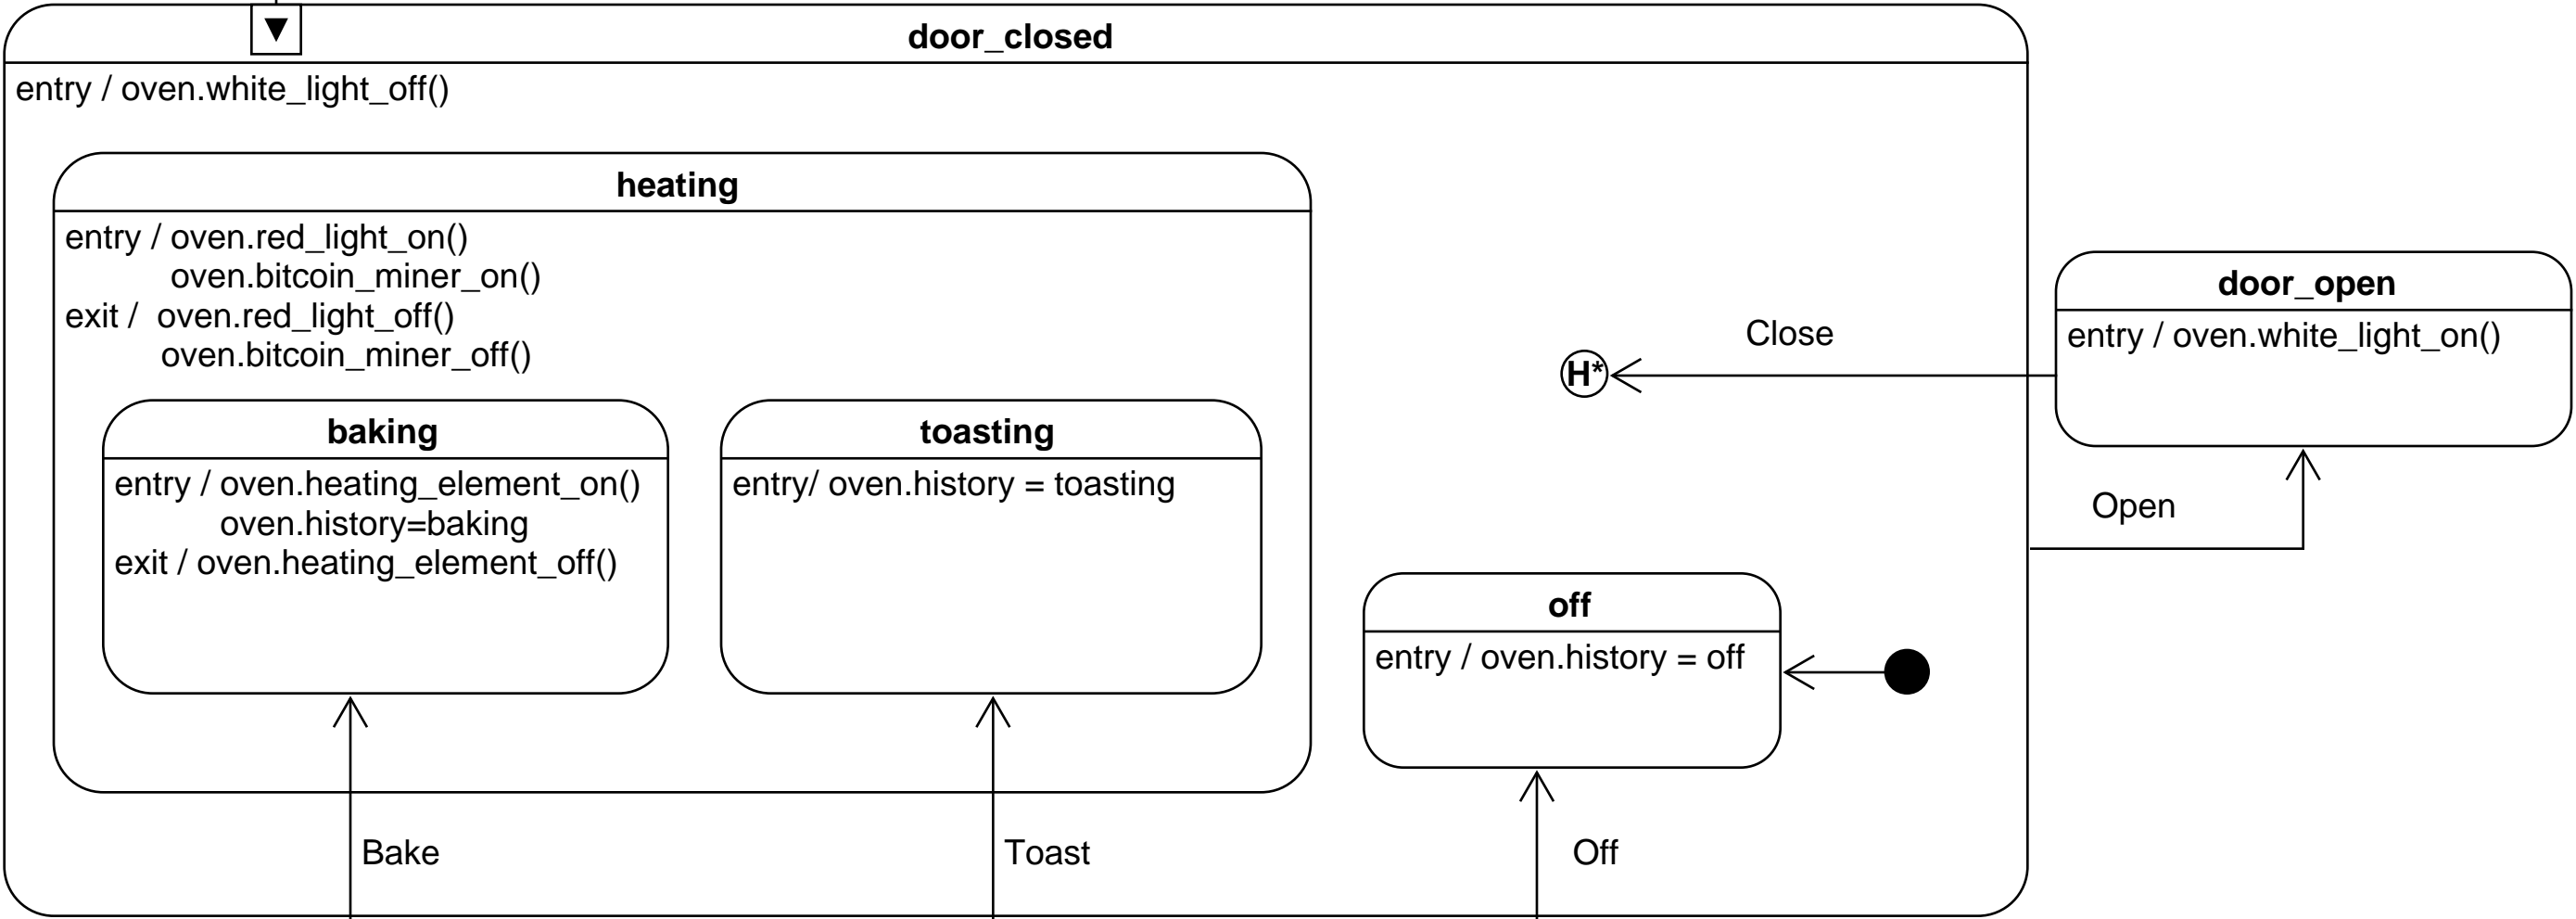 door_closed
entry / oven.white_light_off()
heating
entry / oven.red_light_on()
oven.bitcoin_miner_on()
exit /  oven.red_light_off()
oven.bitcoin_miner_off()
baking
entry / oven.heating_element_on()
oven.history=baking
exit / oven.heating_element_off()
toasting
entry/ oven.history = toasting
H*
Close
door_open
entry / oven.white_light_on()
Open
off
entry / oven.history = off
Bake
Toast
Off